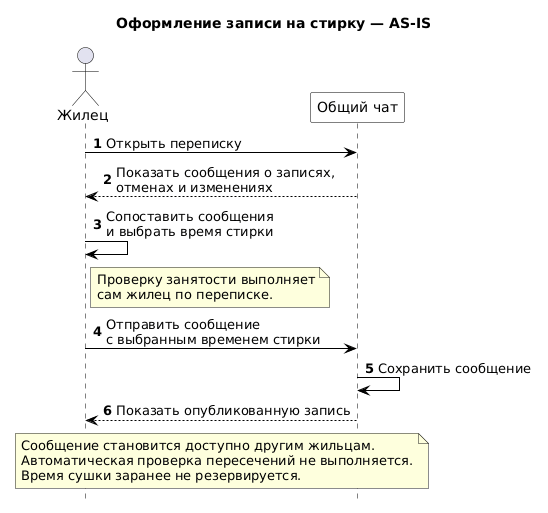 Оформление записи на стирку — AS-IS
Жилец
Общий чат
1 Открыть переписку
2 Показать сообщения о записях,
отменах и изменениях
3 Сопоставить сообщения
и выбрать время стирки
Проверку занятости выполняет
сам жилец по переписке.
4 Отправить сообщение
с выбранным временем стирки
5 Сохранить сообщение
6 Показать опубликованную запись
Сообщение становится доступно другим жильцам.
Автоматическая проверка пересечений не выполняется.
Время сушки заранее не резервируется.